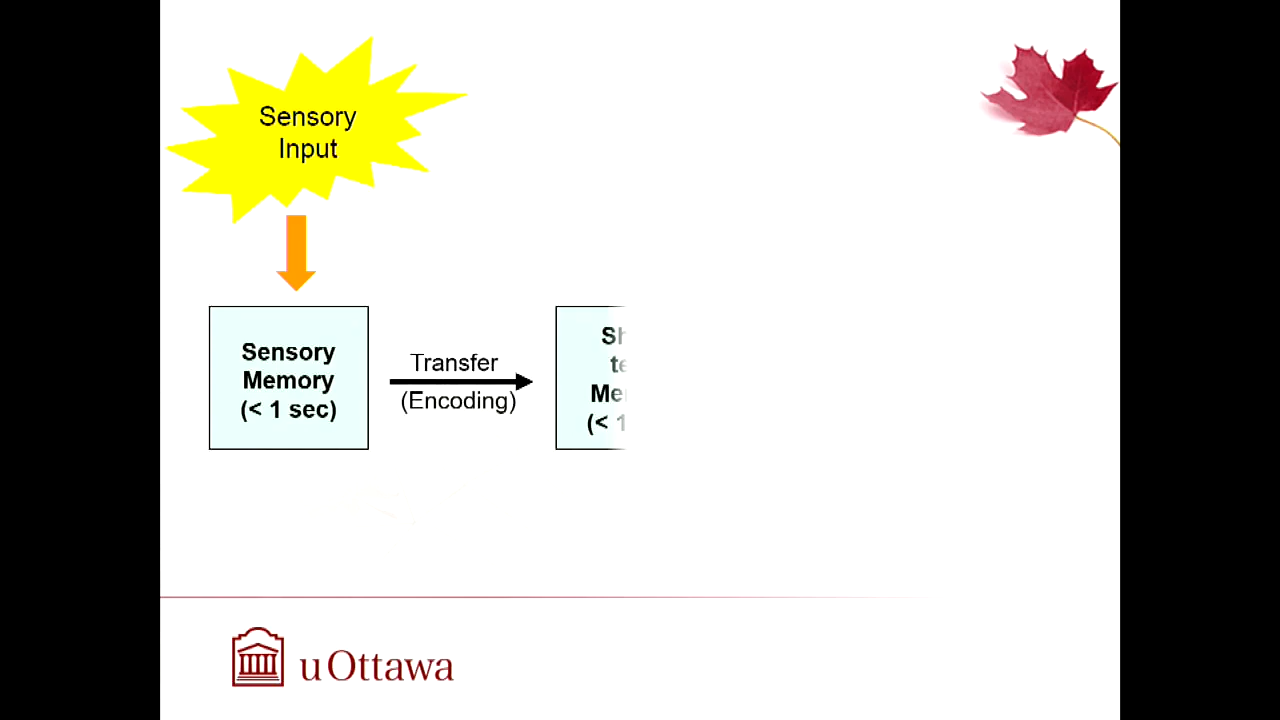 Sensory
Input
Sensory
Memory
(< 1 sec)
Transfer
(Encoding)
uOttawa